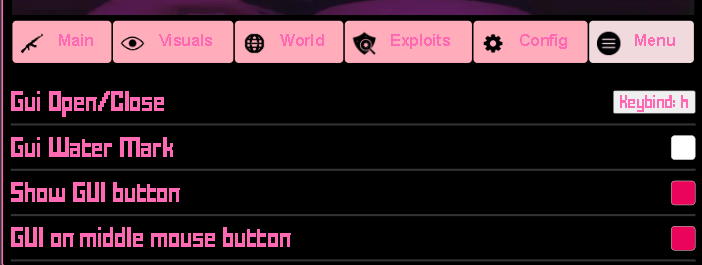 Main
Visuals
World
Exploits
Config
Menu
Gui Open/Close
Keybind: h
Gui Water Mark
Show GUI button
GUI on middle mouse button